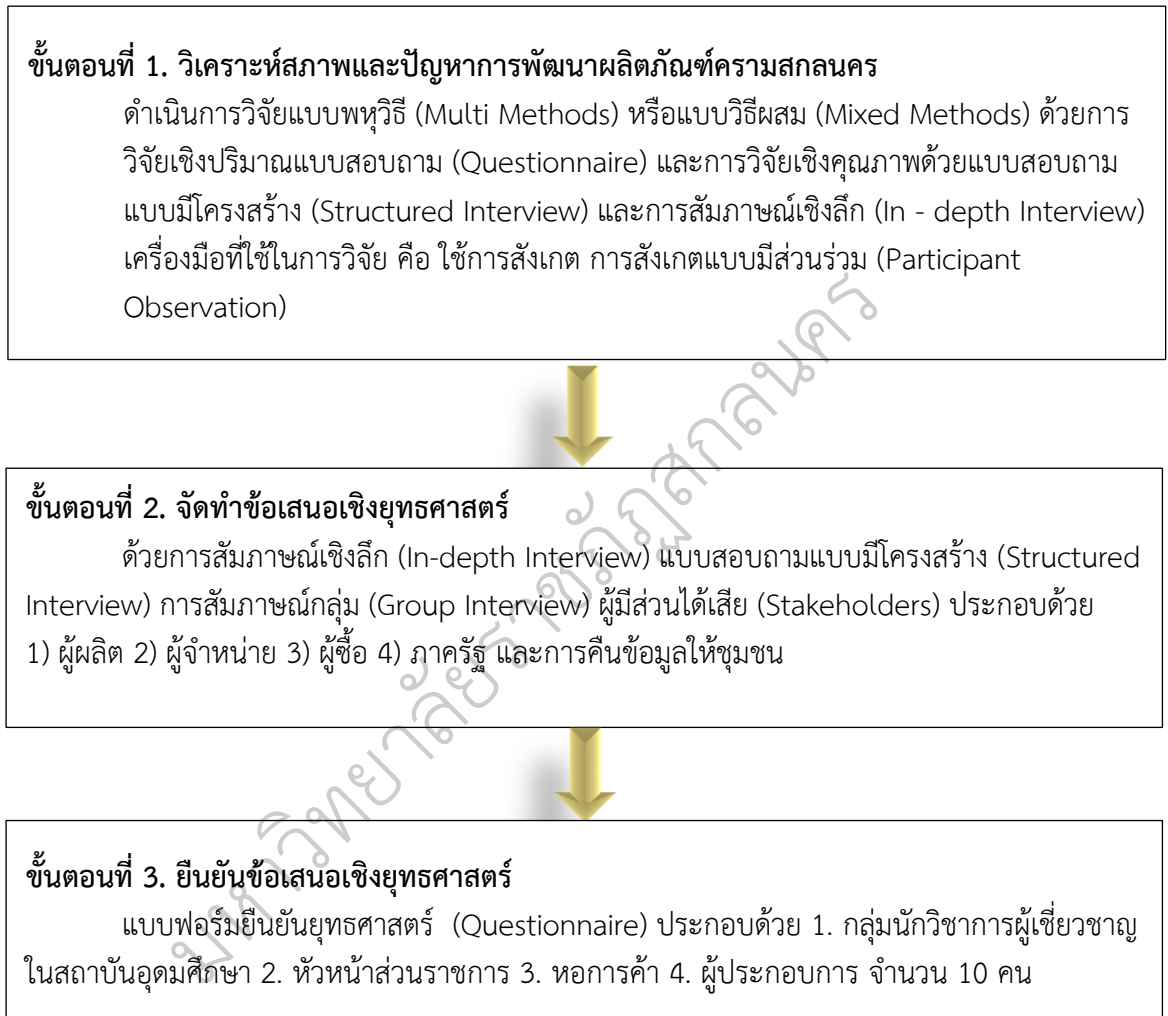 ขั้นตอนที่ 1. วิเคราะห์สภาพและปัญหาการพัฒนาผลิตภัณฑ์ครามสกลนคร
ดำเนินการวิจัยแบบพหุวิธี (Multi Methods) หรือแบบวิธีผสม (Mixed Methods) ด้วยการ
วิจัยเชิงปริมาณแบบสอบถาม (Questionnaire) และการวิจัยเชิงคุณภาพด้วยแบบสอบถาม
แบบมีโครงสร้าง (Structured Interview) และการสัมภาษณ์เชิงลึก (In - depth Interview)
เครื่องมือที่ใช้ในการวิจัย คือ ใช้การสังเกต การสังเกตแบบมีส่วนร่วม (Participant
Observation)
ขั้นตอนที่ 2. จัดทำข้อเสนอเชิงยุทธศาสตร์
ด้วยการสัมภาษณ์เชิงลึก (In-depth Interview) แบบสอบถามแบบมีโครงสร้าง (Structured
Interview) การสัมภาษณ์กลุ่ม (Group Interview) ผู้มีส่วนได้เสีย (Stakeholders) ประกอบด้วย
1) ผู้ผลิต 2) ผู้จำหน่าย 3) ผู้ซื้อ 4) ภาครัฐ และการคืนข้อมูลให้ชุมชน
ขั้นตอนที่ 3. ยืนยันข้อเสนอเชิงยุทธศาสตร์
แบบฟอร์มยืนยันยุทธศาสตร์ (Questionnaire) ประกอบด้วย 1. กลุ่มนักวิชาการผู้เชี่ยวชาญ
ในสถาบันอุดมศึกษา 2. หัวหน้าส่วนราชการ 3. หอการค้า 4. ผู้ประกอบการ จำนวน 10 คน
มหาวิทยาลัยราชภัฏสกลนคร